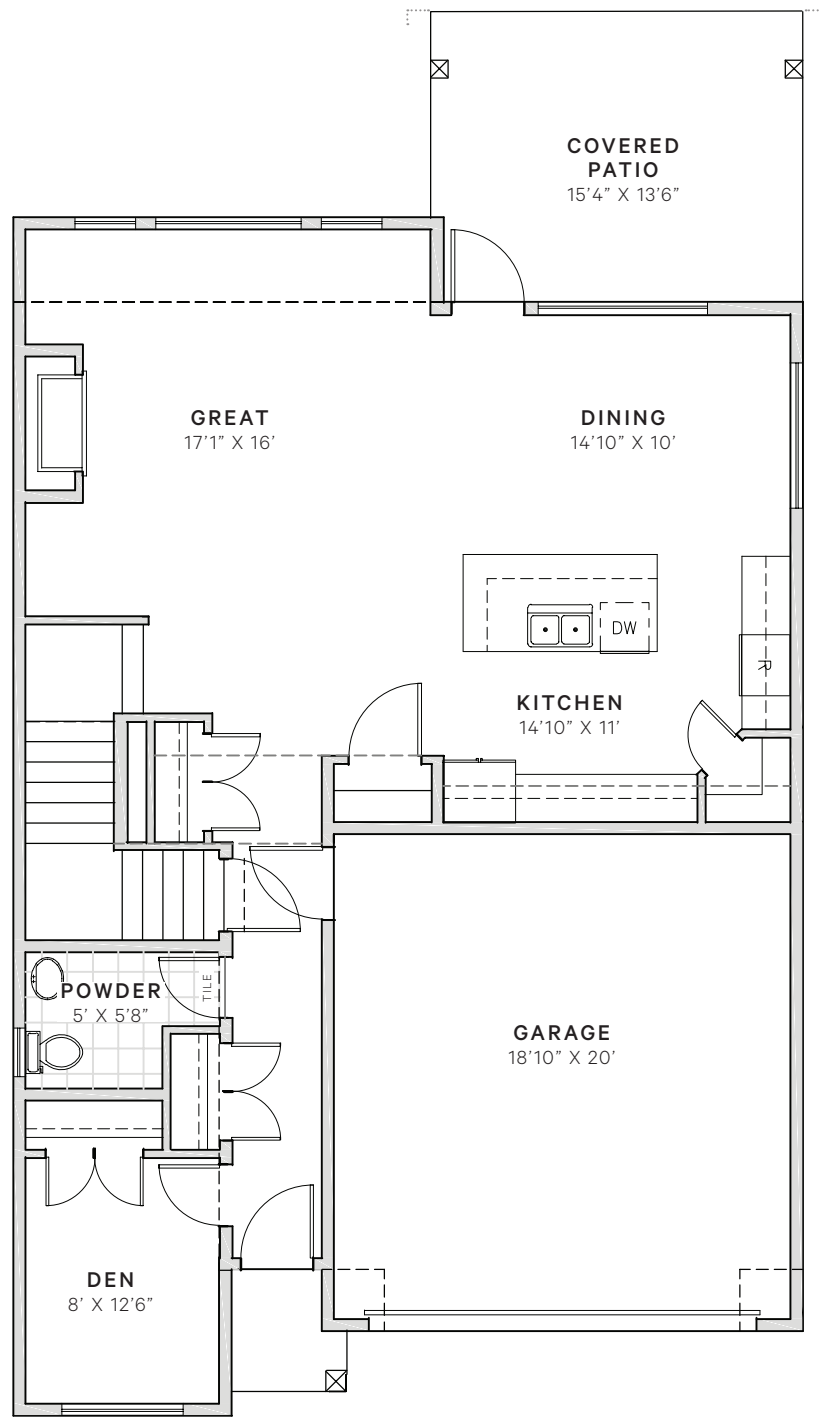 COVERED
PATIO
15’4” X 13’6”
GREAT
17’1” X 16’
DINING
14’10” X 10’
DW
R
KITCHEN
14’10” X 11’
POWDER
5’ X 5’8”
TILE
GARAGE
18’10” X 20’
DEN
8’ X 12’6”